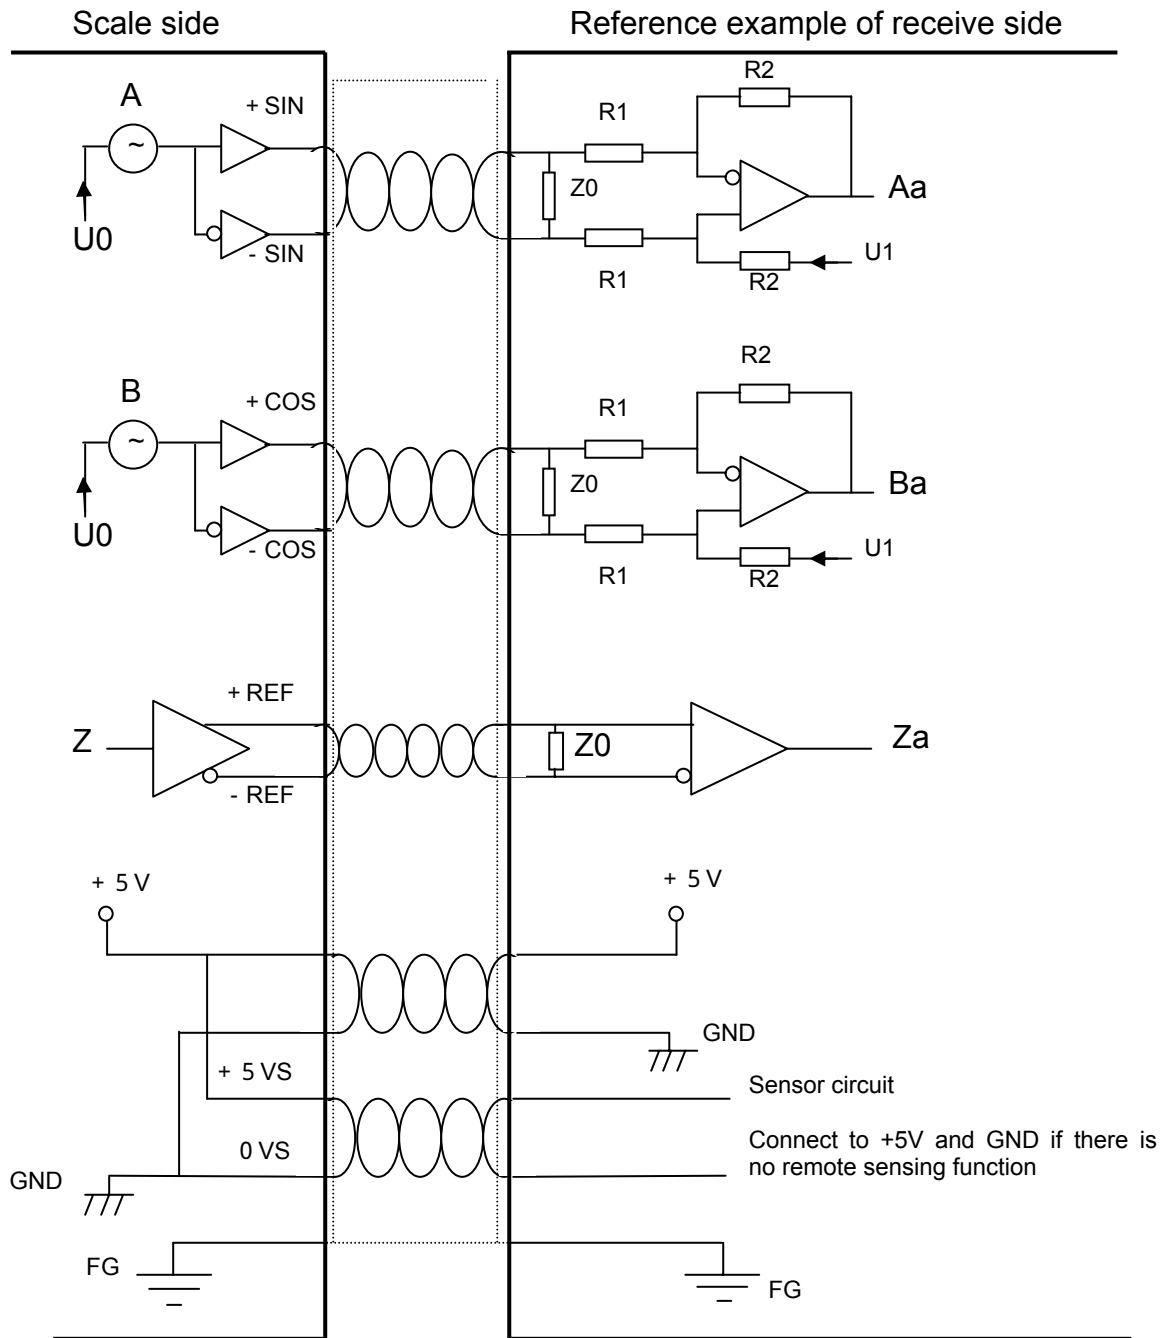 Scale side
Reference example of receive side
A
+ SIN
~
U0
- SIN
R2
R1
Z0
Aa
R1
R2
U1
B
+ COS
~
U0
- COS
R2
R1
Z0
Ba
R1
R2
U1
+ REF
Z
- REF
Z0
Za
+ 5 V
+ 5 V
GND
+ 5 VS
Sensor circuit
0 VS
Connect to +5V and GND if there is
no remote sensing function
GND
FG
FG